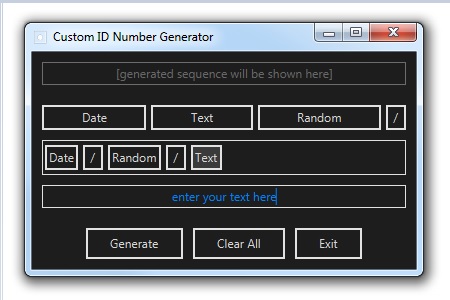 Custom ID Number Generator
[generated sequence will be shown here]
Date Text Random /
Date / Random / Text
enter your text here
Generate Clear All Exit